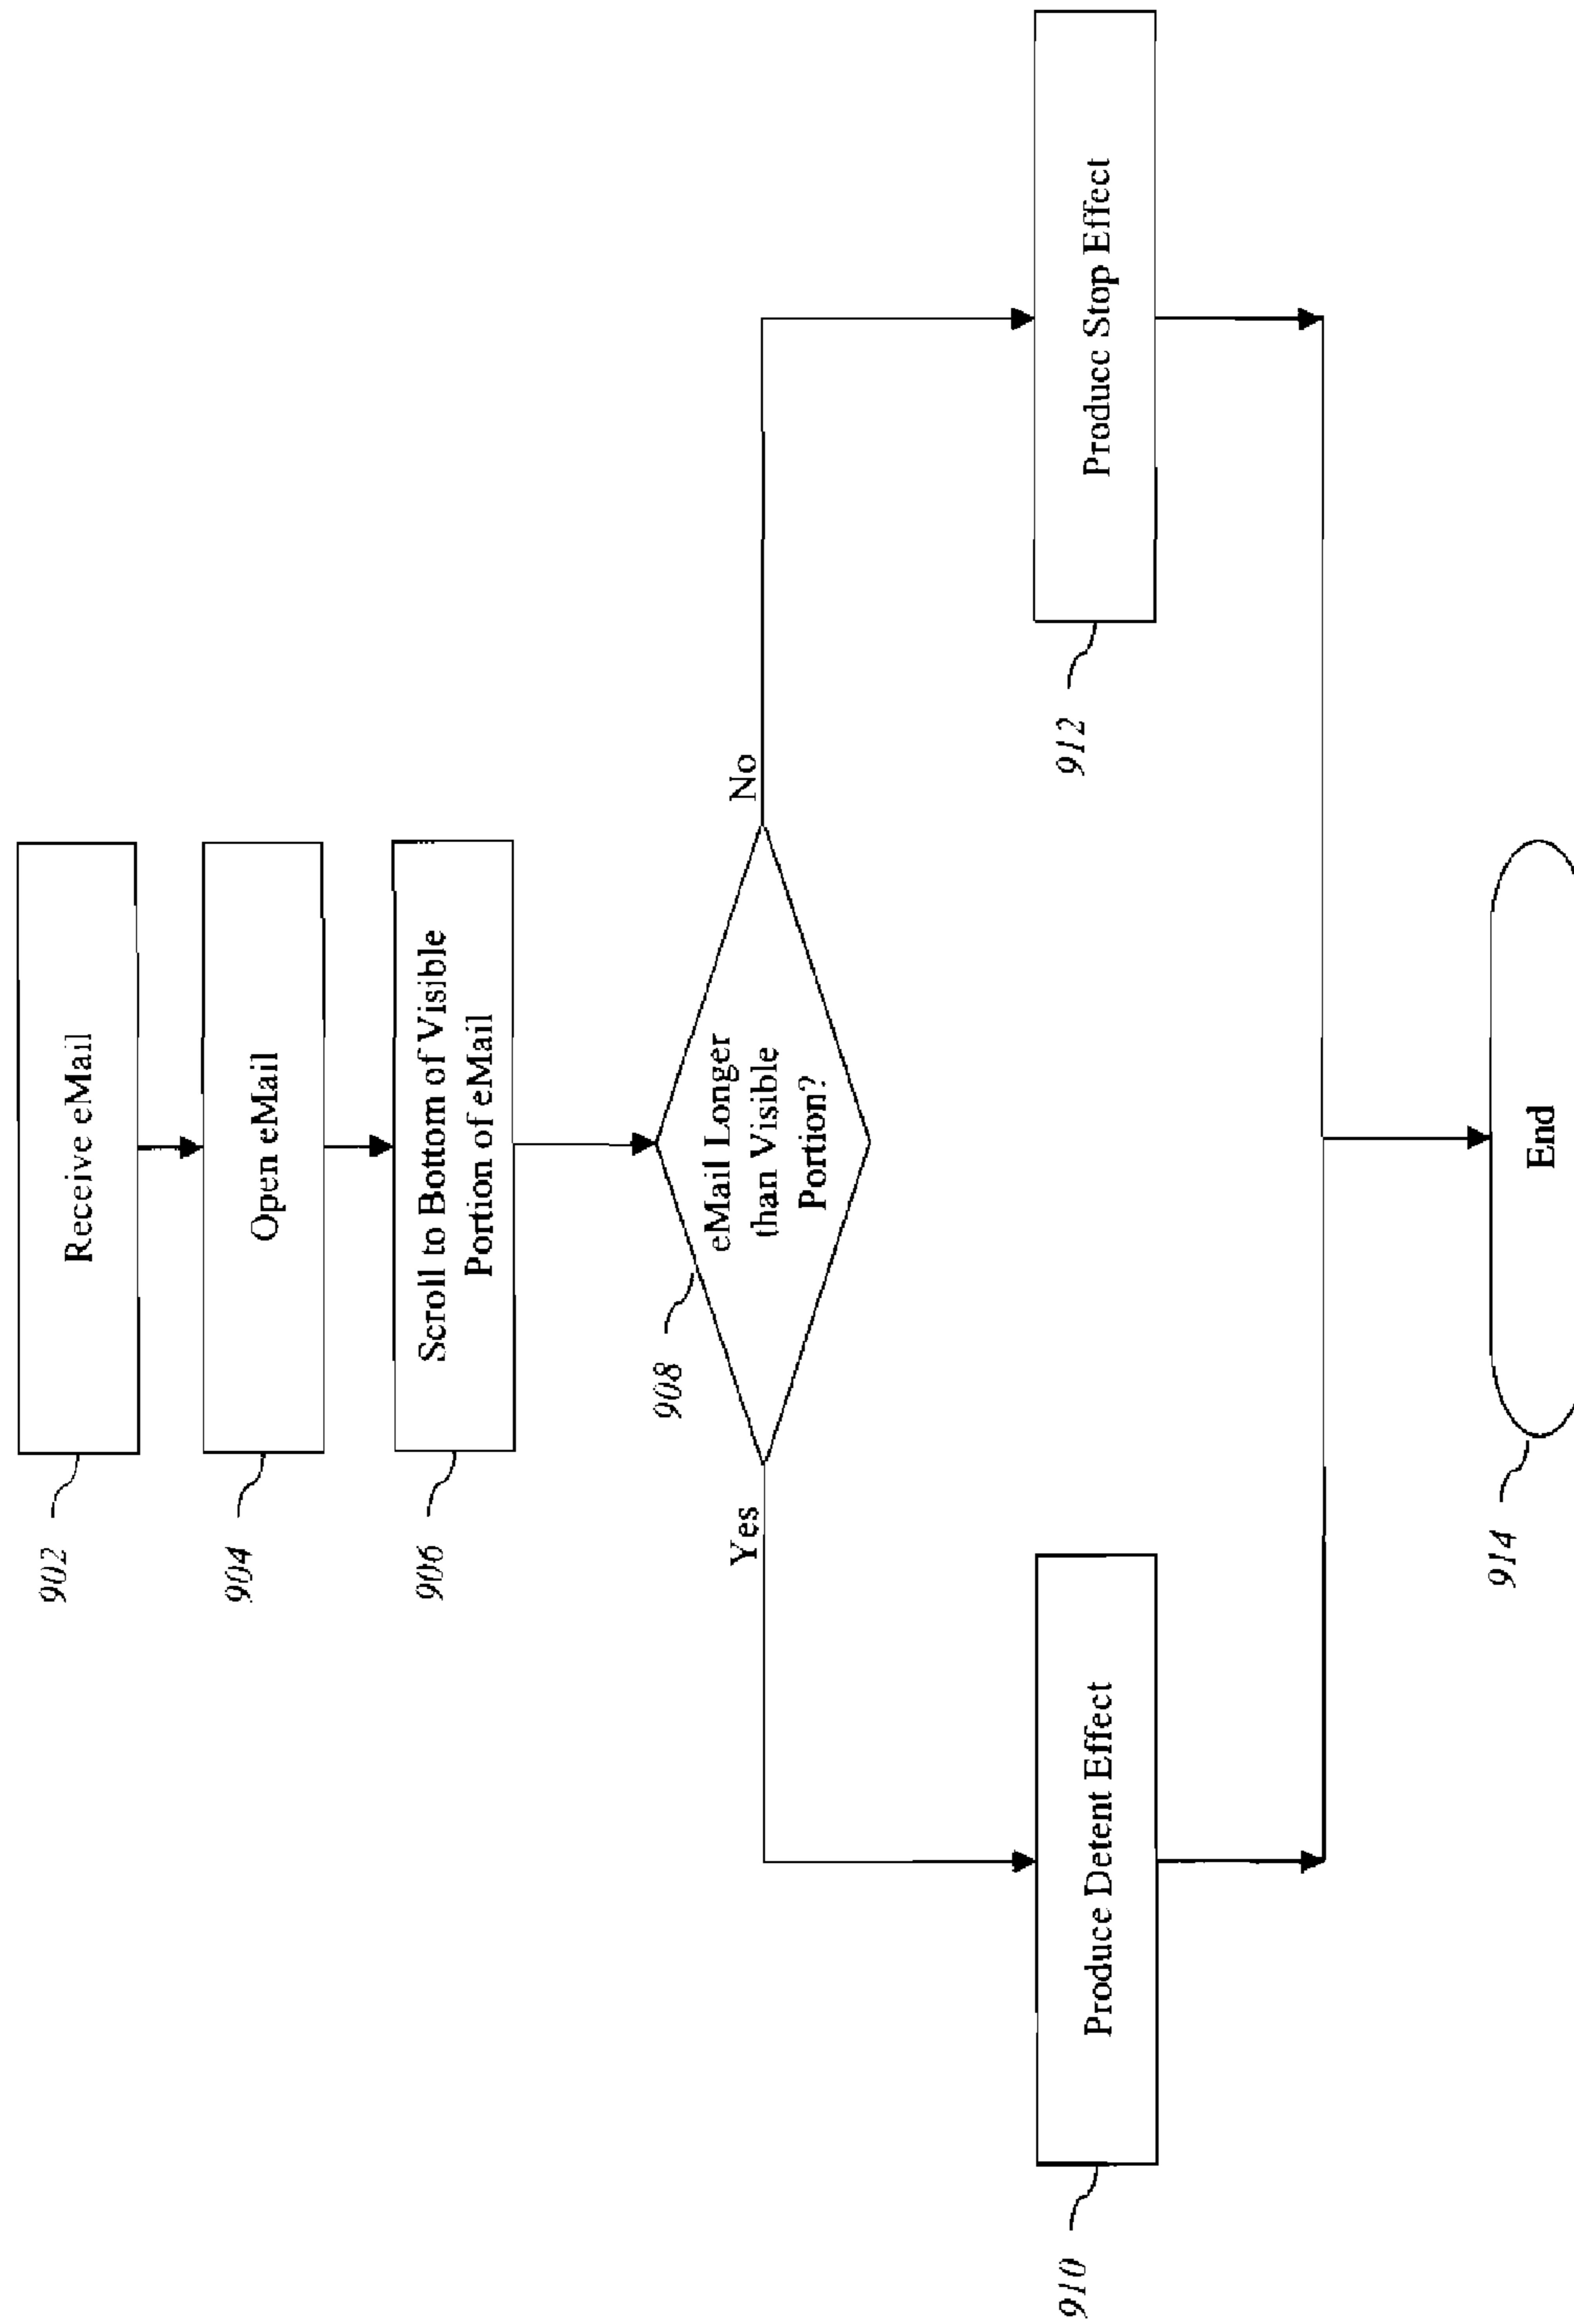 902
Receive eMail
904
Open eMail
906
Scroll to Bottom of Visible
Portion of eMail
908
eMail Longer
than Visible
Portion?
Yes
No
910
Produce Detent Effect
912
Produce Stop Effect
914
End